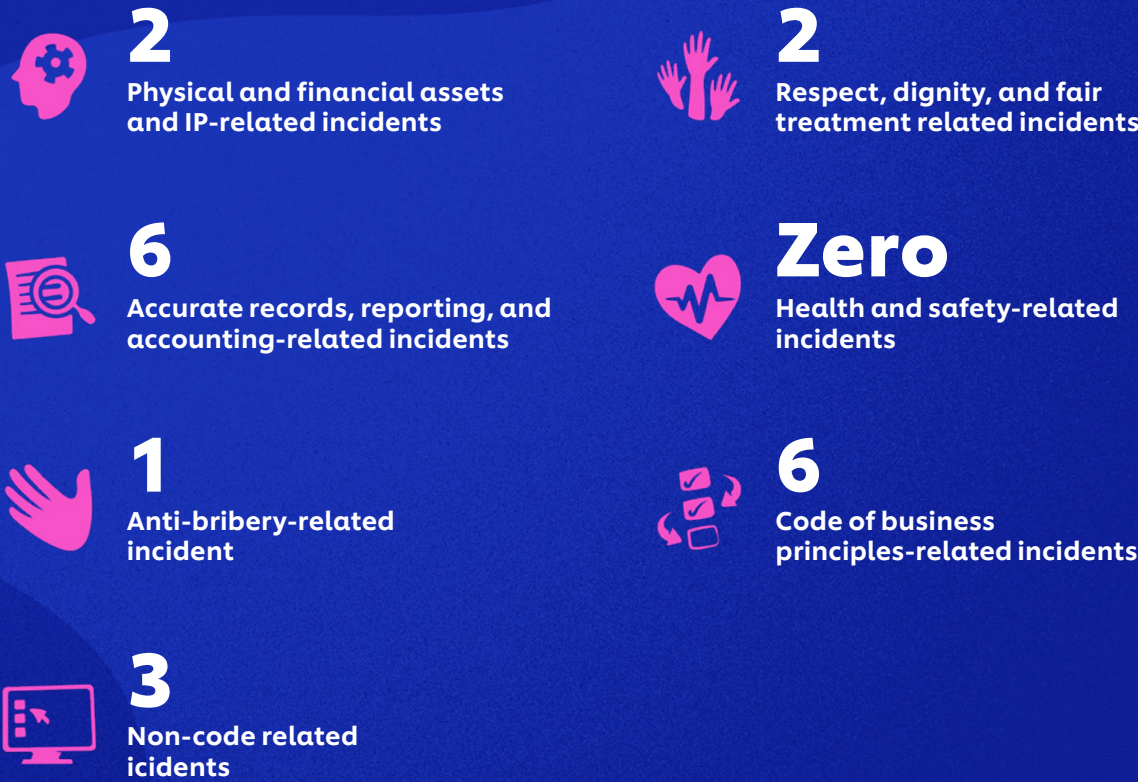 2
Physical and financial assets
and IP-related incidents
2
Respect, dignity, and fair
treatment related incidents
6
Accurate records, reporting, and
accounting-related incidents
Zero
Health and safety-related
incidents
1
Anti-bribery-related
incident
6
Code of business
principles-related incidents
3
Non-code related
icidents